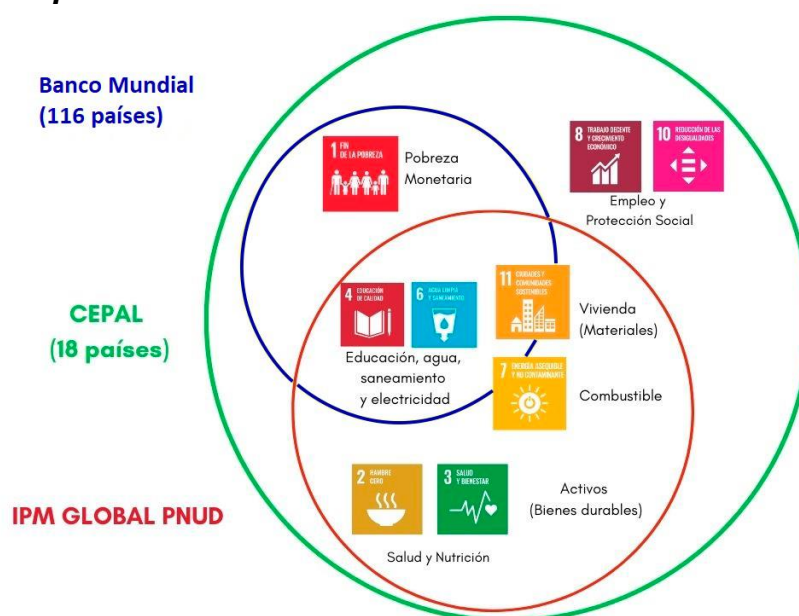 Banco Mundial
(116 países)
1 FIN
DE LA POBREZA
Pobreza
Monetaria
8 TRABAJO DECENTE
Y CRECIMIENTO
ECONÓMICO
10 REDUCCIÓN DE LAS
DESIGUALDADES
Empleo y
Protección Social
CEPAL
(18 países)
4 EDUCACIÓN
DE CALIDAD
6 AGUA LIMPIA
Y SANEAMIENTO
11 CIUDADES Y
COMUNIDADES
SOSTENIBLES
Vivienda
(Materiales)
Educación, agua,
saneamiento
y electricidad
7 ENERGÍA ASEQUIBLE
Y NO CONTAMINANTE
Combustible
IPM GLOBAL PNUD
2 HAMBRE
CERO
3 SALUD
Y BIENESTAR
Activos
(Bienes durables)
Salud y Nutrición